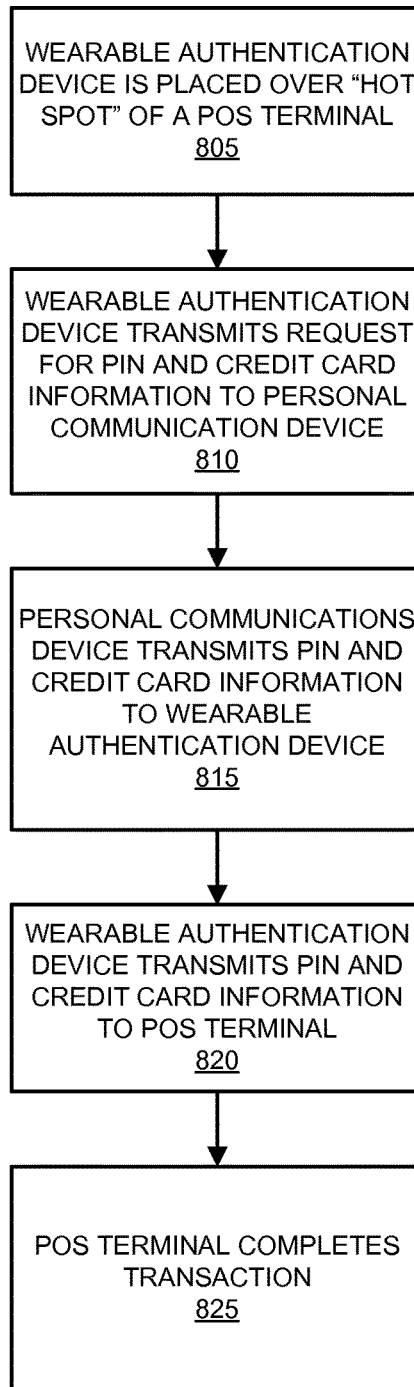 WEARABLE AUTHENTICATION
DEVICE IS PLACED OVER “HOT
SPOT” OF A POS TERMINAL
805
WEARABLE AUTHENTICATION
DEVICE TRANSMITS REQUEST
FOR PIN AND CREDIT CARD
INFORMATION TO PERSONAL
COMMUNICATION DEVICE
810
PERSONAL COMMUNICATIONS
DEVICE TRANSMITS PIN AND
CREDIT CARD INFORMATION
TO WEARABLE
AUTHENTICATION DEVICE
815
WEARABLE AUTHENTICATION
DEVICE TRANSMITS PIN AND
CREDIT CARD INFORMATION
TO POS TERMINAL
820
POS TERMINAL COMPLETES
TRANSACTION
825